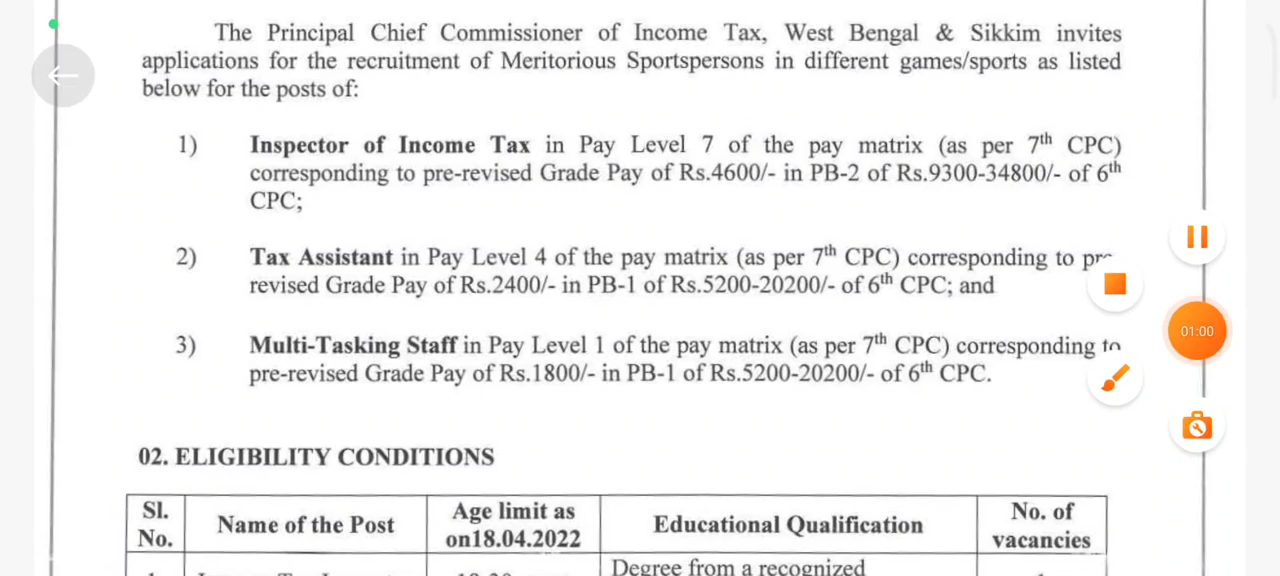 The Principal Chief Commissioner of Income Tax, West Bengal & Sikkim invites
applications for the recruitment of Meritorious Sportspersons in different games/sports as listed
below for the posts of:
1) Inspector of Income Tax in Pay Level 7 of the pay matrix (as per 7th CPC)
corresponding to pre-revised Grade Pay of Rs.4600/- in PB-2 of Rs.9300-34800/- of 6th
CPC;
2) Tax Assistant in Pay Level 4 of the pay matrix (as per 7th CPC) corresponding to
revised Grade Pay of Rs.2400/- in PB-1 of Rs.5200-20200/- of 6th CPC; and
01:00
3) Multi-Tasking Staff in Pay Level 1 of the pay matrix (as per 7th CPC) corresponding to
pre-revised Grade Pay of Rs.1800/- in PB-1 of Rs.5200-20200/- of 6th CPC.
02. ELIGIBILITY CONDITIONS
Sl. No. Name of the Post Age limit as on18.04.2022 Educational Qualification No. of vacancies
Degree from a recognized